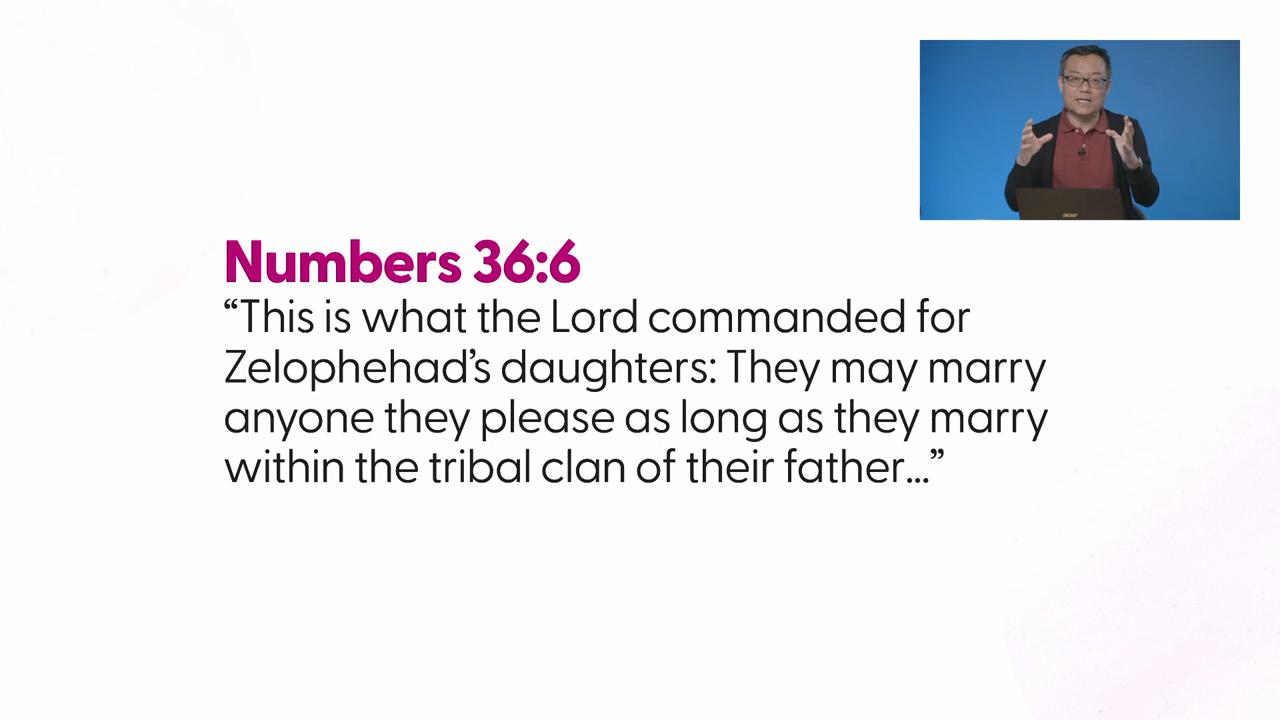 acer
Numbers 36:6
“This is what the Lord commanded for
Zelophehad’s daughters: They may marry
anyone they please as long as they marry
within the tribal clan of their father...”